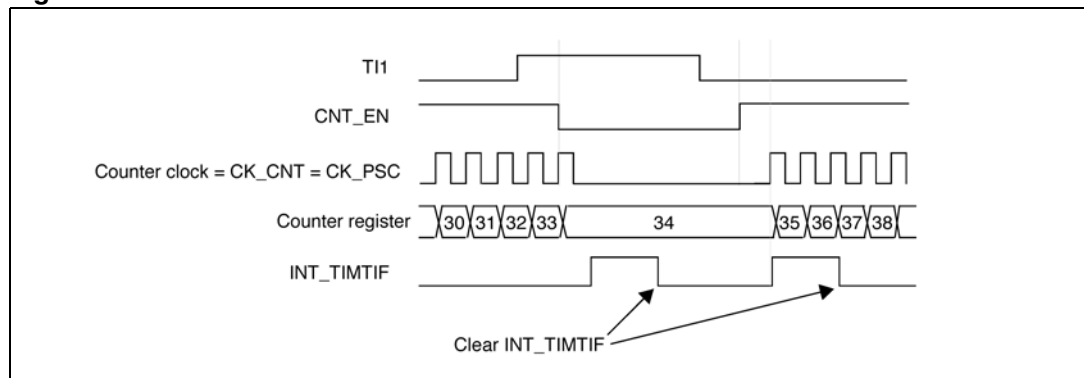 TI1
CNT_EN
Counter clock = CK_CNT = CK_PSC
Counter register 30 31 32 33 34 35 36 37 38
INT_TIMTIF
Clear INT_TIMTIF